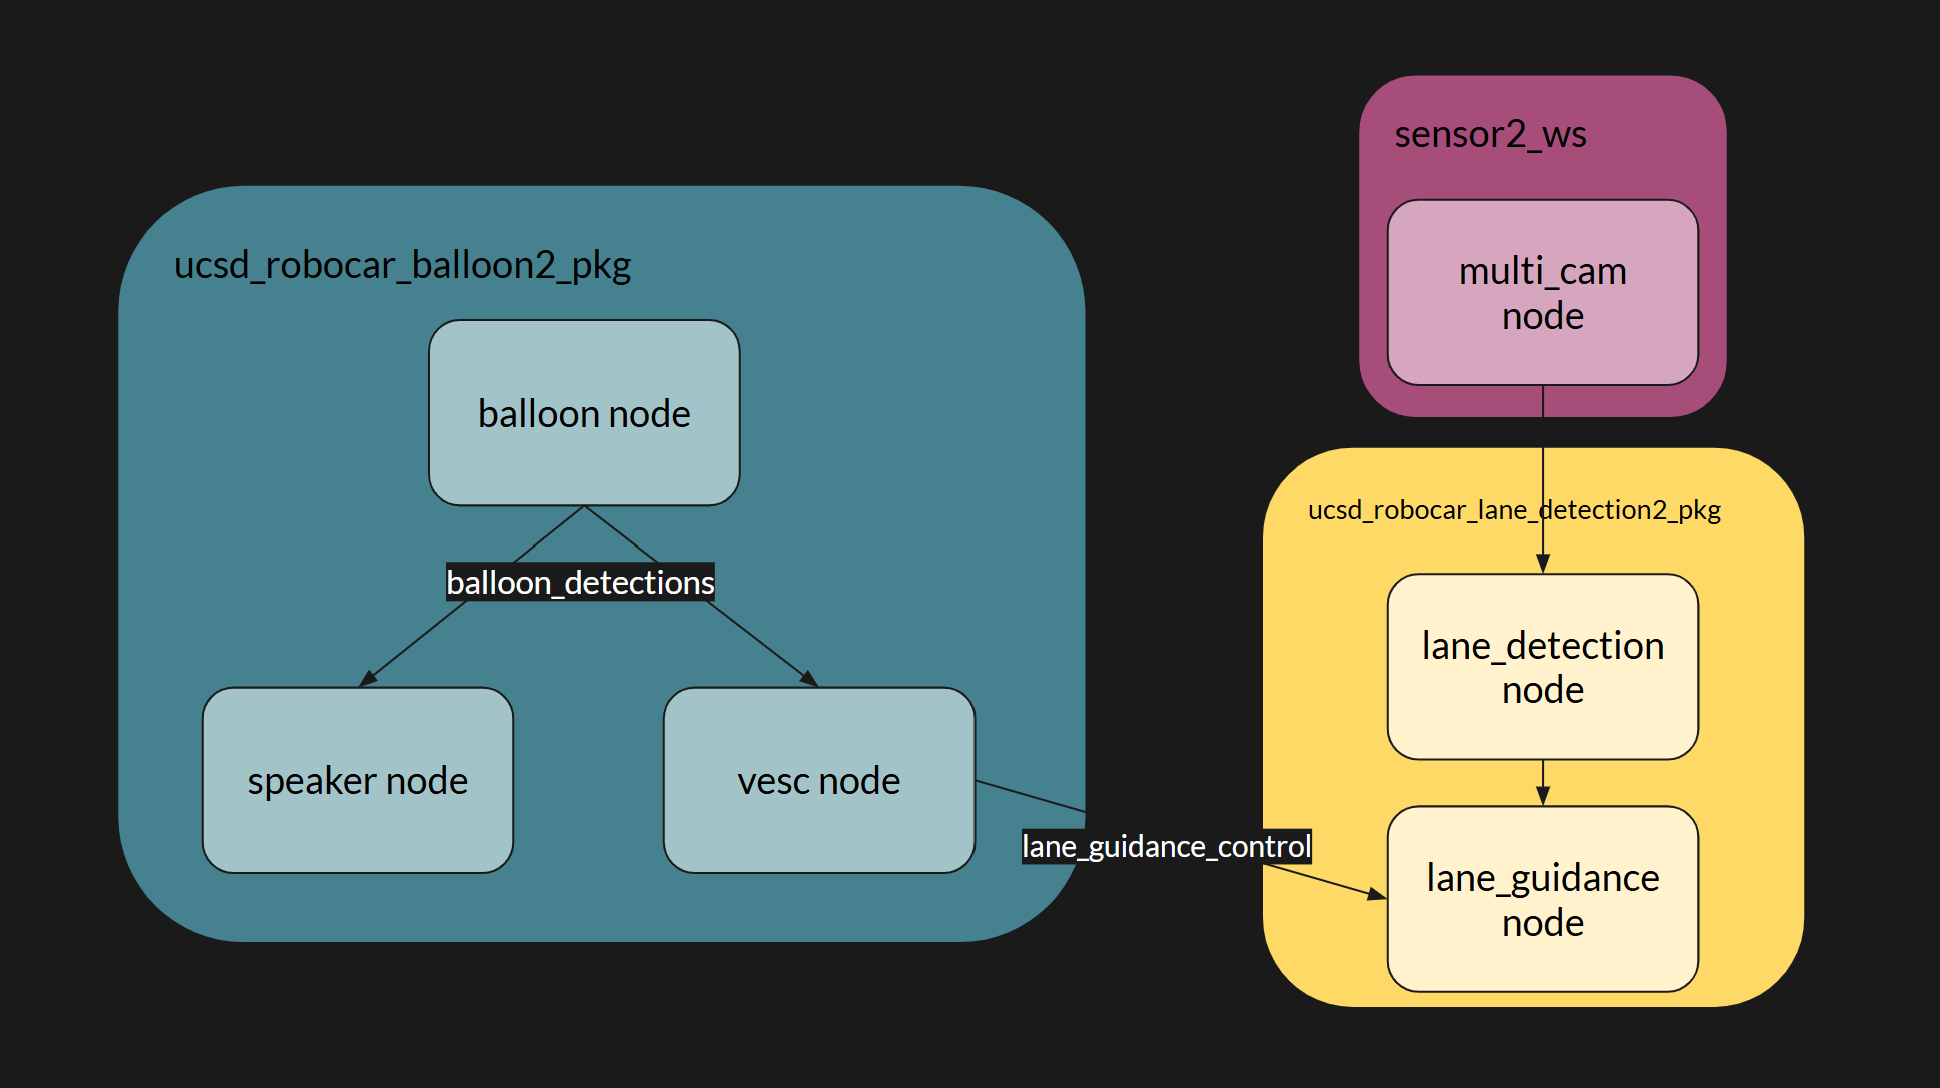 ucsd_robocar_balloon2_pkg
balloon node
balloon_detections
speaker node
vesc node
lane_guidance_control
sensor2_ws
multi_cam
node
ucsd_robocar_lane_detection2_pkg
lane_detection
node
lane_guidance
node